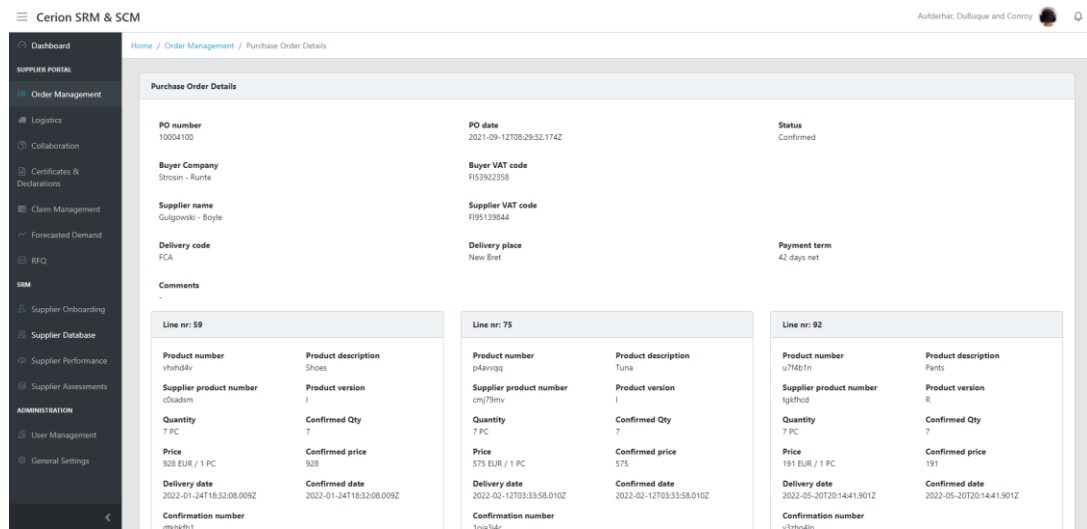 Cerion SRM & SCM
Aufderhar, DuBuque and Conroy
Dashboard
SUPPLIER PORTAL
Order Management
Logistics
Collaboration
Certificates &
Declarations
Claim Management
Forecasted Demand
RFQ
SRM
Supplier Onboarding
Supplier Database
Supplier Performance
Supplier Assessments
ADMINISTRATION
User Management
General Settings
Home / Order Management / Purchase Order Details
Purchase Order Details
PO number PO date Status
10004100 2021-09-12T08:29:32.174Z Confirmed
Buyer Company Buyer VAT code
Strosin - Runte FI53922358
Supplier name Supplier VAT code
Gulgowski - Boyle FI95139844
Delivery code Delivery place Payment term
FCA New Bret 42 days net
Comments
-
Line nr: 59
Product number Product description
vhxhd4v Shoes
Supplier product number Product version
c0sadsm I
Quantity Confirmed Qty
7 PC 7
Price Confirmed price
928 EUR / 1 PC 928
Delivery date Confirmed date
2022-01-24T18:32:08.009Z 2022-01-24T18:32:08.009Z
Confirmation number
Line nr: 75
Product number Product description
p4avvqq Tuna
Supplier product number Product version
cmj79mv I
Quantity Confirmed Qty
7 PC 7
Price Confirmed price
575 EUR / 1 PC 575
Delivery date Confirmed date
2022-02-12T03:33:58.010Z 2022-02-12T03:33:58.010Z
Confirmation number
Line nr: 92
Product number Product description
u7f4b1n Pants
Supplier product number Product version
tgkfhcd R
Quantity Confirmed Qty
7 PC 7
Price Confirmed price
191 EUR / 1 PC 191
Delivery date Confirmed date
2022-05-20T20:14:41.901Z 2022-05-20T20:14:41.901Z
Confirmation number